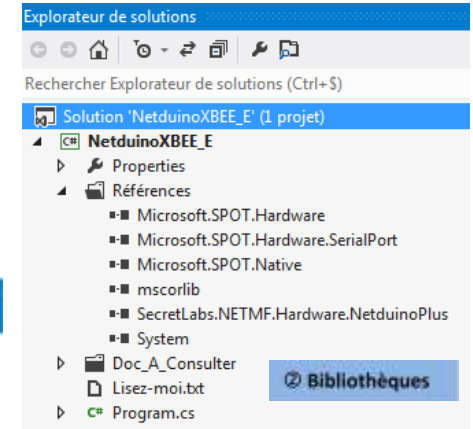 Explorateur de solutions
Rechercher Explorateur de solutions (Ctrl+$)
Solution 'NetduinoXBEE_E' (1 projet)
C# NetduinoXBEE_E
Properties
Références
Microsoft.SPOT.Hardware
Microsoft.SPOT.Hardware.SerialPort
Microsoft.SPOT.Native
mscorlib
SecretLabs.NETMF.Hardware.NetduinoPlus
System
Doc_A_Consulter
Lisez-moi.txt
② Bibliothèques
C# Program.cs